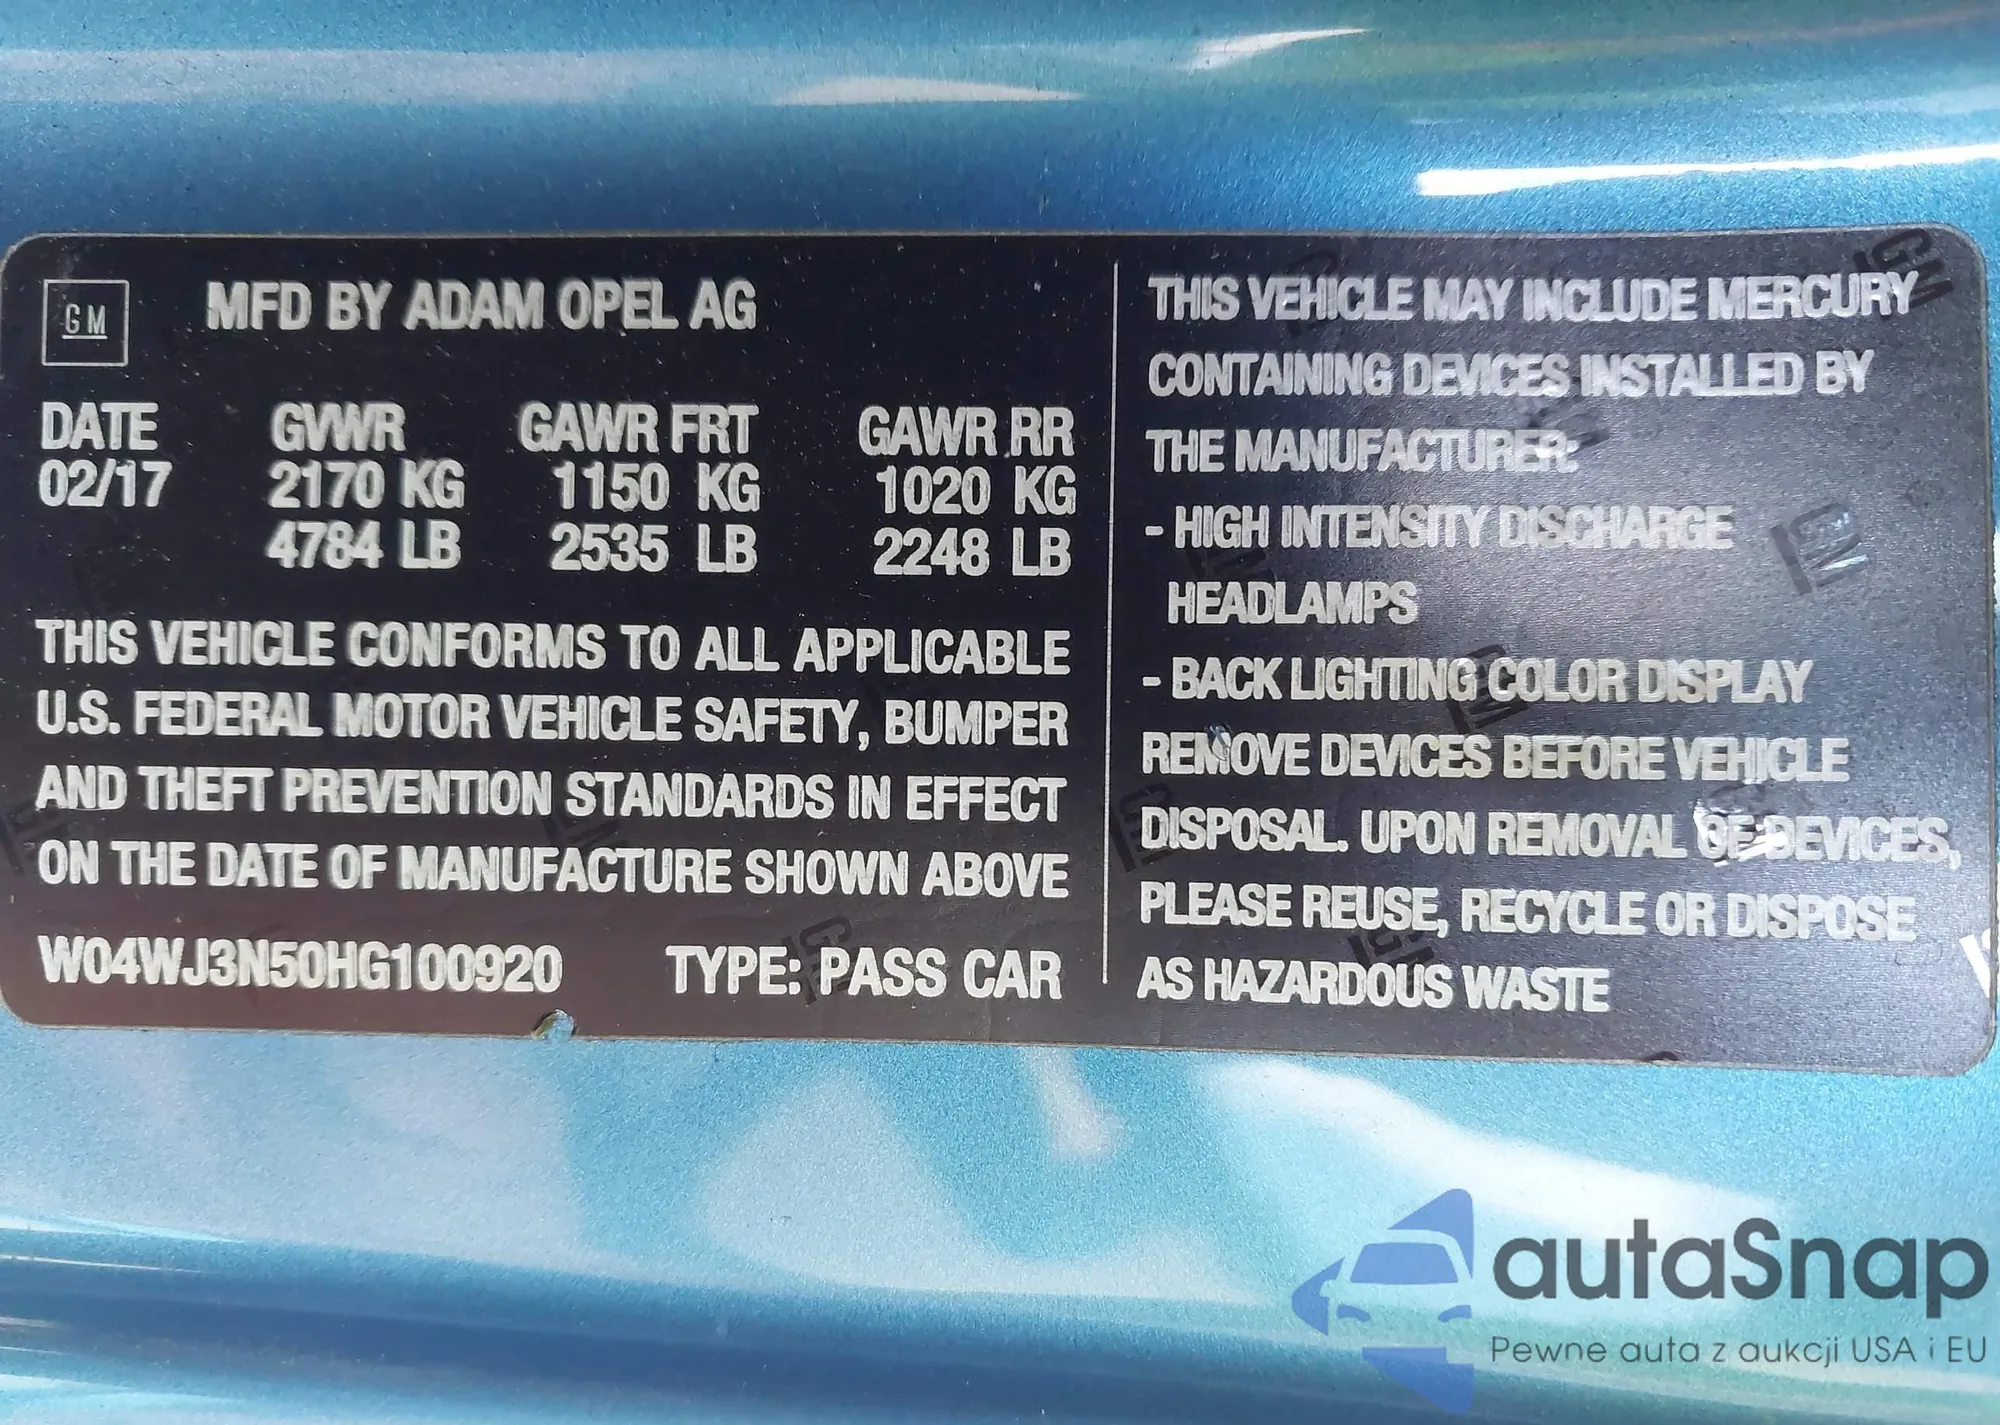 GM
MFD BY ADAM OPEL AG
DATE GVWR GAWR FRT GAWR RR
02/17 2170 KG 1150 KG 1020 KG
4784 LB 2535 LB 2248 LB
THIS VEHICLE CONFORMS TO ALL APPLICABLE
U.S. FEDERAL MOTOR VEHICLE SAFETY, BUMPER
AND THEFT PREVENTION STANDARDS IN EFFECT
ON THE DATE OF MANUFACTURE SHOWN ABOVE
W04WJ3N50HG100920 TYPE: PASS CAR
THIS VEHICLE MAY INCLUDE MERCURY
CONTAINING DEVICES INSTALLED BY
THE MANUFACTURER:
- HIGH INTENSITY DISCHARGE
HEADLAMPS
- BACK LIGHTING COLOR DISPLAY
REMOVE DEVICES BEFORE VEHICLE
DISPOSAL. UPON REMOVAL OF DEVICES,
PLEASE REUSE, RECYCLE OR DISPOSE
AS HAZARDOUS WASTE
autaSnap
Pewne auta z aukcji USA i EU